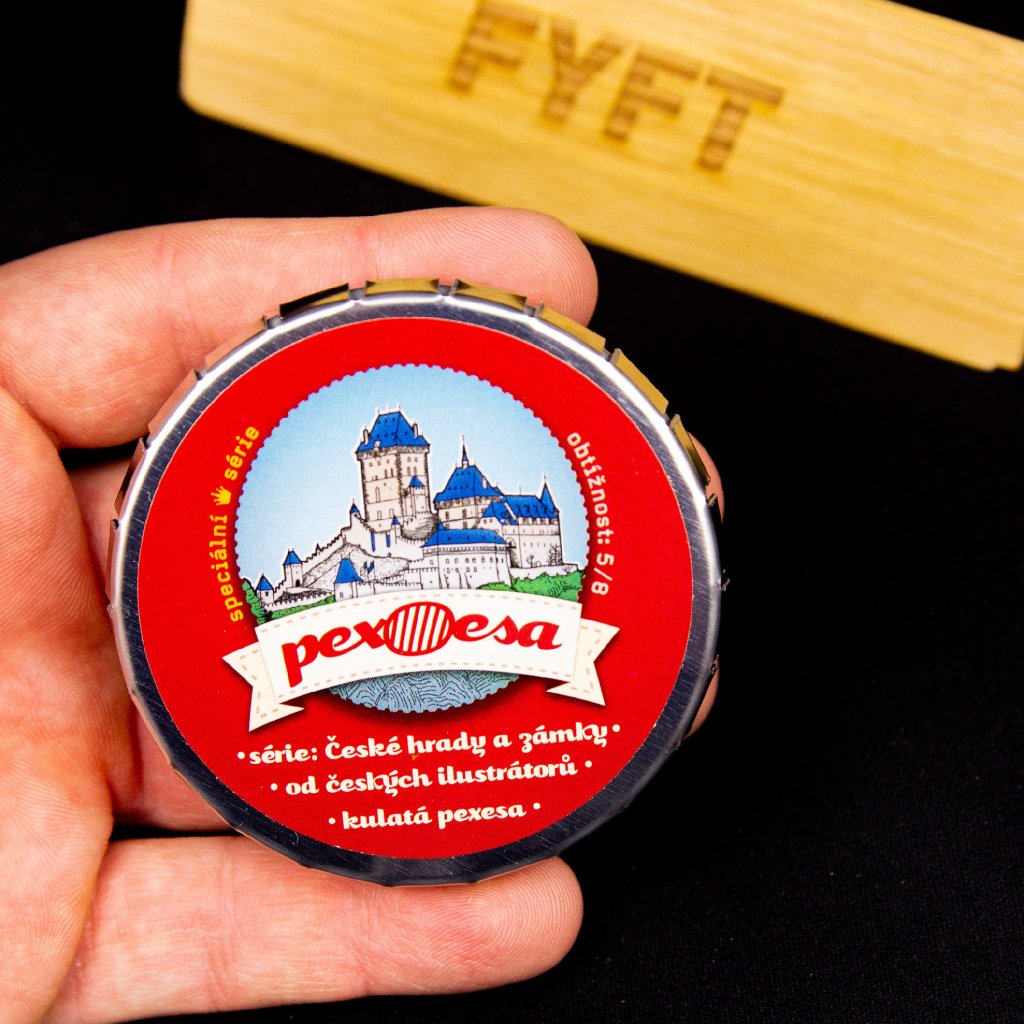 FYFT
speciální série
obtížnost: 5/8
pexesa
• série: České hrady a zámky •
• od českých ilustrátorů •
• kulatá pexesa •